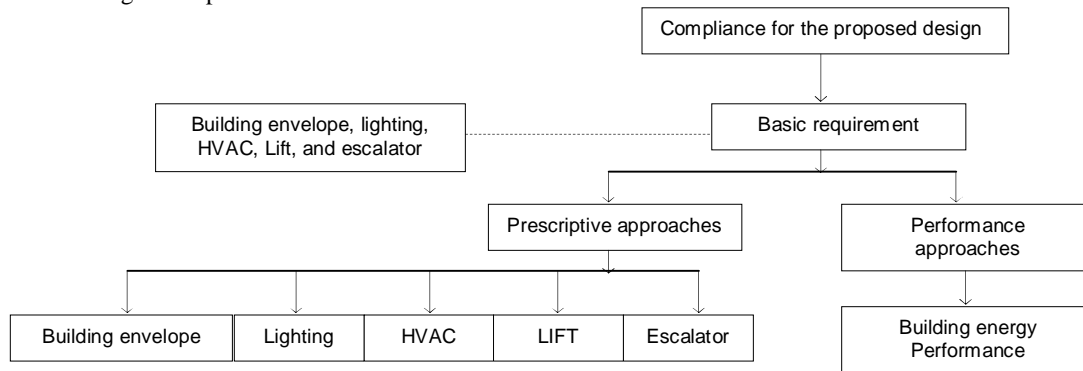 Compliance for the proposed design
Building envelope, lighting,
HVAC, Lift, and escalator
Basic requirement
Prescriptive approaches
Performance
approaches
Building envelope
Lighting
HVAC
LIFT
Escalator
Building energy
Performance